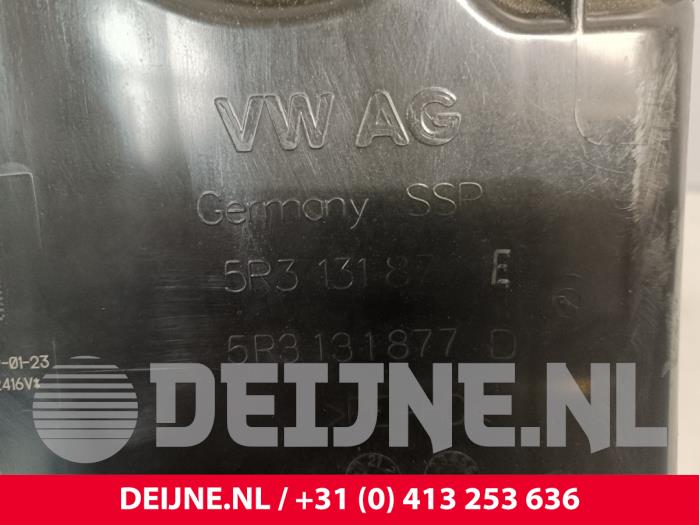 VW AG
Germany SSP
5R3 131 87 E
5R3 131 877 D
-01-23
2416V
DEIJNE.NL
DEIJNE.NL / +31 (0) 413 253 636